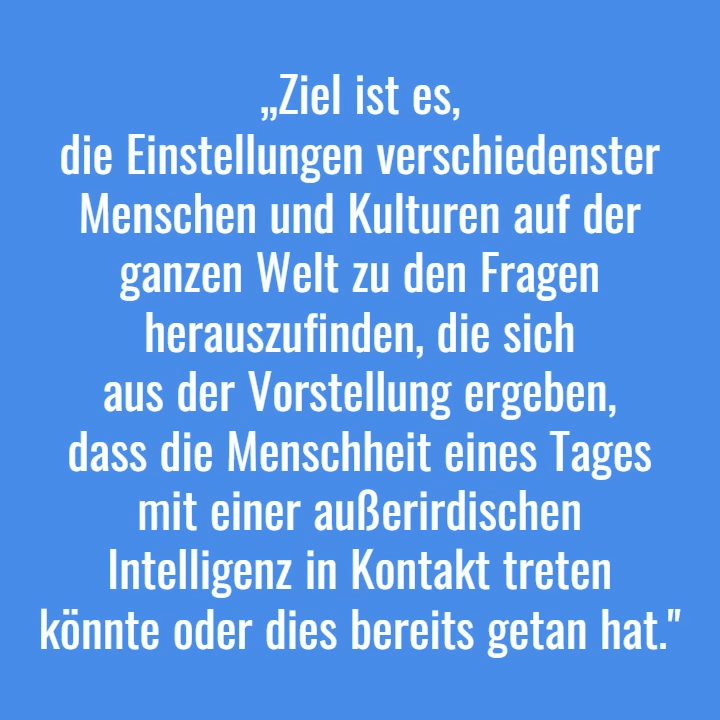 „Ziel ist es,
die Einstellungen verschiedenster
Menschen und Kulturen auf der
ganzen Welt zu den Fragen
herauszufinden, die sich
aus der Vorstellung ergeben,
dass die Menschheit eines Tages
mit einer außerirdischen
Intelligenz in Kontakt treten
könnte oder dies bereits getan hat."